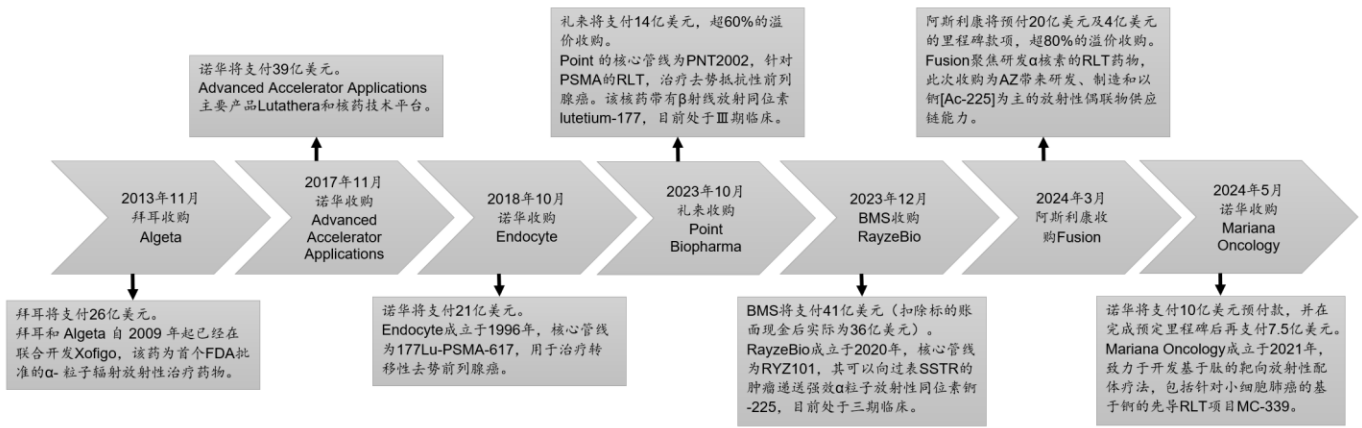 礼来将支付14亿美元，超60%的溢
价收购。
Point 的核心管线为PNT2002，针对
PSMA的RLT，治疗去势抵抗性前列
腺癌。该核药带有β射线放射同位素
lutetium-177，目前处于Ⅲ期临床。
阿斯利康将预付20亿美元及4亿美元
的里程碑款项，超80%的溢价收购。
Fusion聚焦研发α核素的RLT药物，
此次收购为AZ带来研发、制造和以
锕[Ac-225]为主的放射性偶联物供应
链能力。
诺华将支付39亿美元。
Advanced Accelerator Applications
主要产品Lutathera和核药技术平台。
2013年11月
拜耳收购
Algeta
2017年11月
诺华收购
Advanced
Accelerator
Applications
2018年10月
诺华收购
Endocyte
2023年10月
礼来收购
Point
Biopharma
2023年12月
BMS收购
RayzeBio
2024年3月
阿斯利康收
购Fusion
2024年5月
诺华收购
Mariana
Oncology
拜耳将支付26亿美元。
拜耳和 Algeta 自 2009 年起已经在
联合开发Xofigo，该药为首个FDA批
准的α- 粒子辐射放射性治疗药物。
诺华将支付21亿美元。
Endocyte成立于1996年，核心管线
为177Lu-PSMA-617，用于治疗转
移性去势前列腺癌。
BMS将支付41亿美元（扣除标的账
面现金后实际为36亿美元）。
RayzeBio成立于2020年，核心管线
为RYZ101，其可以向过表SSTR的
肿瘤递送强效α粒子放射性同位素锕
-225，目前处于三期临床。
诺华将支付10亿美元预付款，并在
完成预定里程碑后再支付7.5亿美元。
Mariana Oncology成立于2021年，
致力于开发基于肽的靶向放射性配
体疗法，包括针对小细胞肺癌的基
于锕的先导RLT项目MC-339。